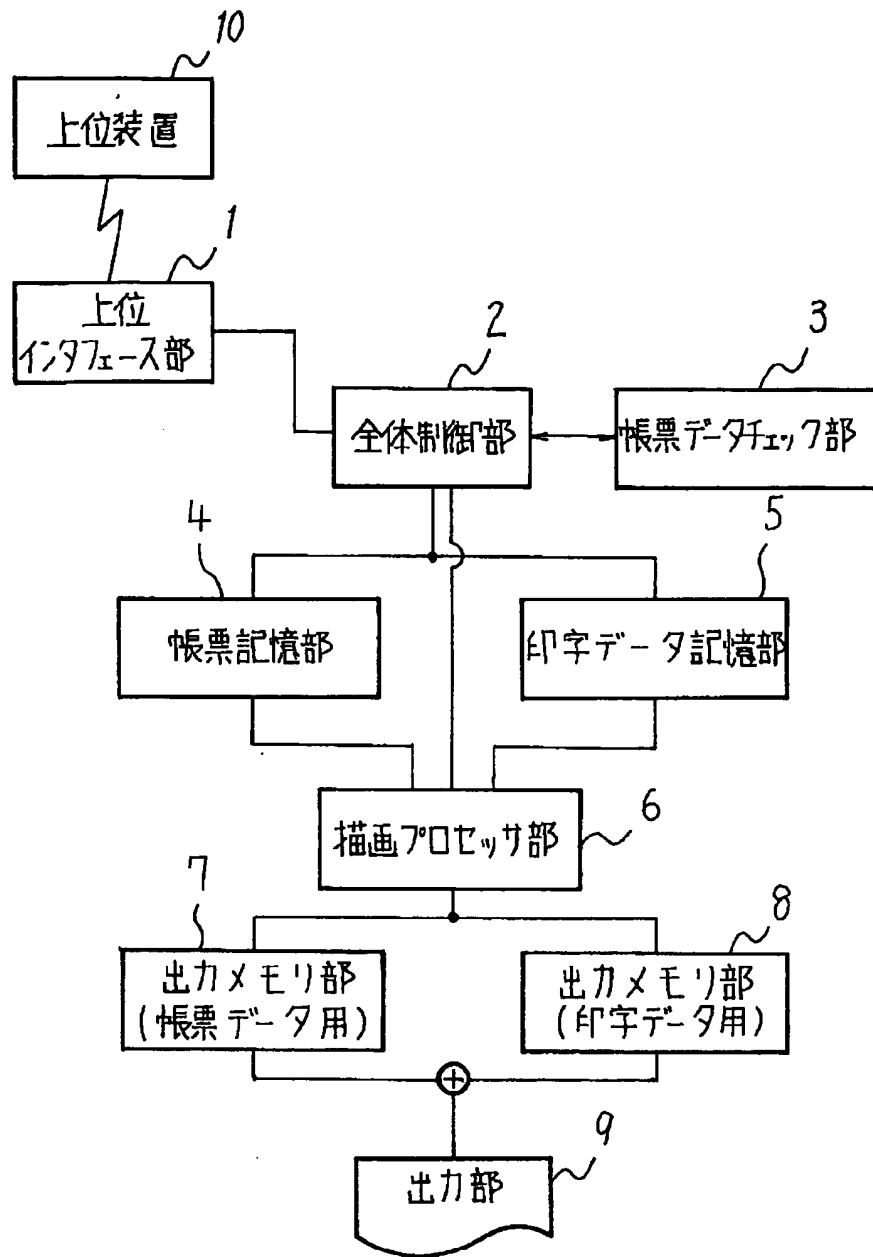 10
上位装置
1
上位
インタフェース部
2
3
全体制御部
帳票データチェック部
4
5
帳票記憶部
印字データ記憶部
描画プロセッサ部
6
7
8
出力メモリ部
(帳票データ用)
出力メモリ部
(印字データ用)
9
出力部